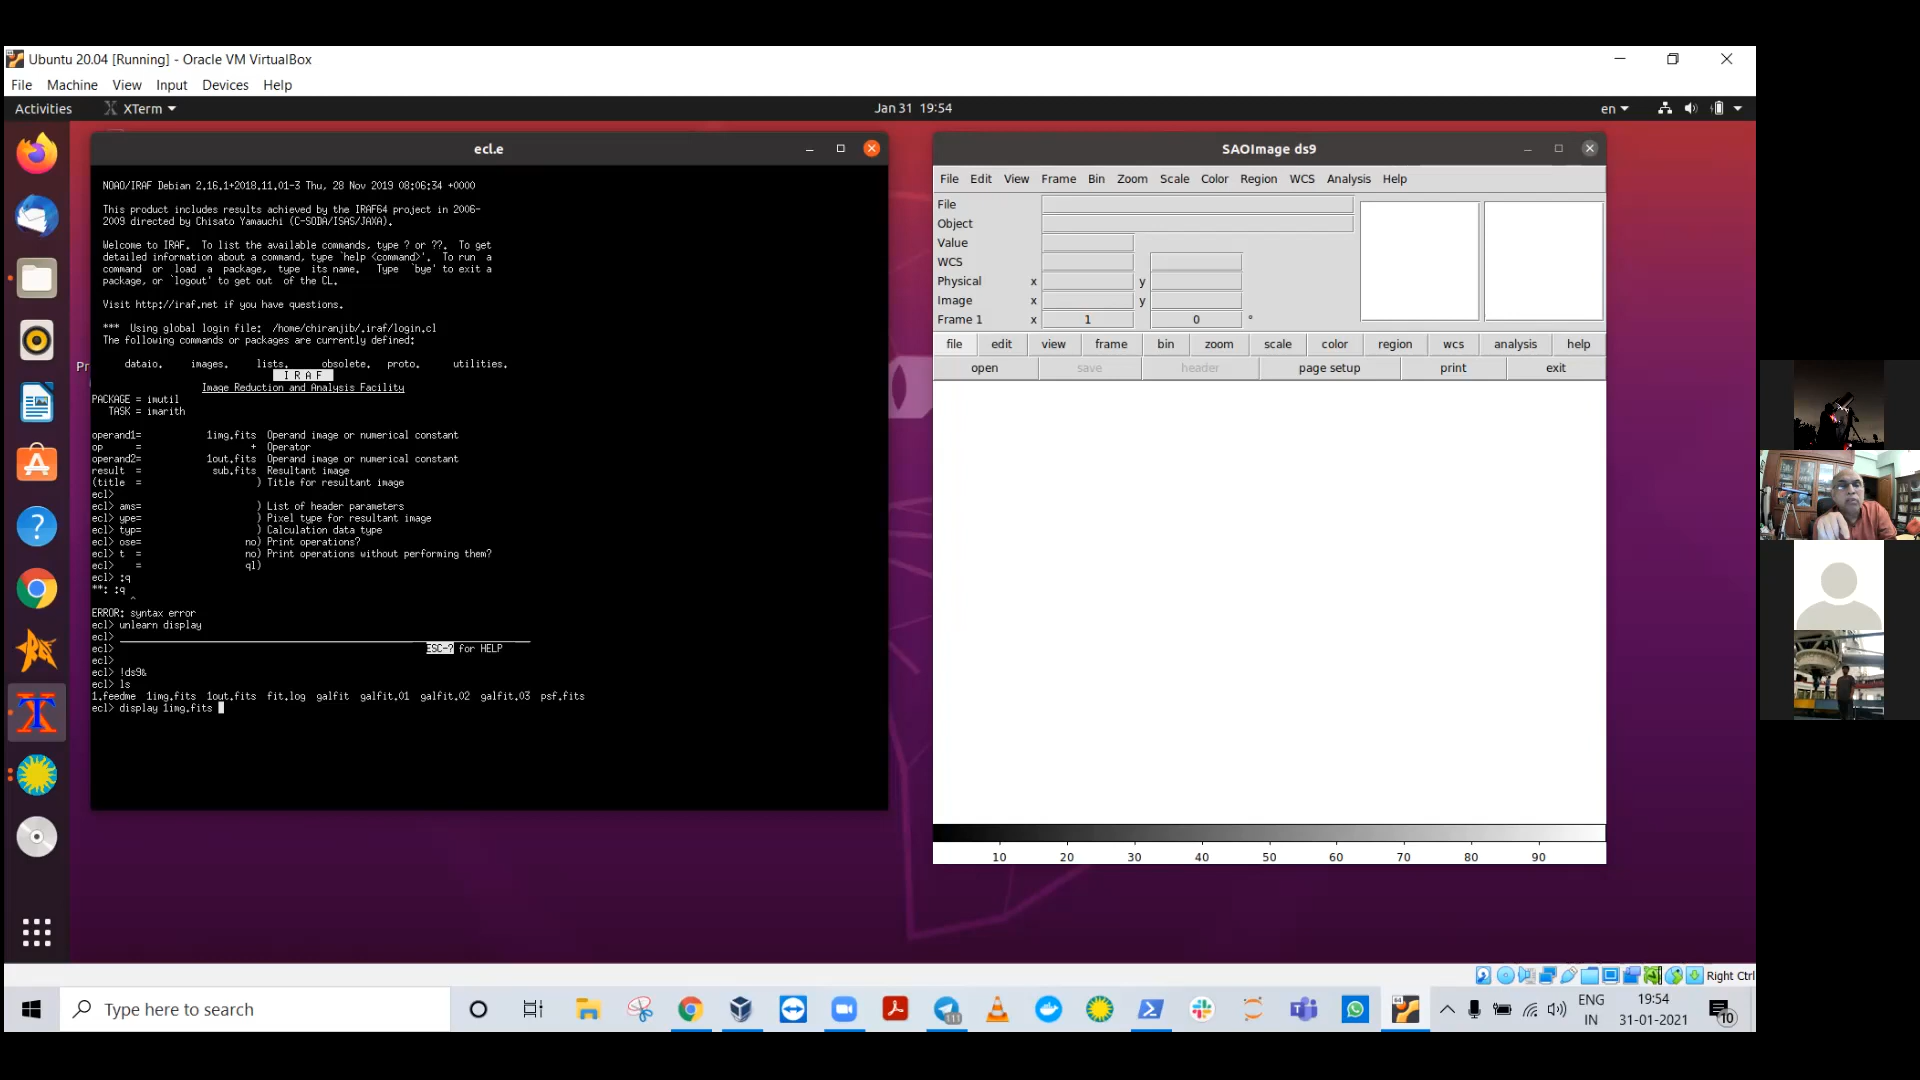 Ubuntu 20.04 [Running] - Oracle VM VirtualBox
File Machine View Input Devices Help
Activities XTerm Jan 31 19:54 en
ecl.e
NOAO/IRAF Debian 2.16.1+2018.11.01-3 Thu, 28 Nov 2019 08:06:34 +0000
This product includes results achieved by the IRAF64 project in 2006-
2009 directed by Chisato Yamauchi (C-SODA/ISAS/JAXA).
Welcome to IRAF. To list the available commands, type ? or ??. To get
detailed information about a command, type `help <command>'. To run a
command or load a package, type its name. Type `bye' to exit a
package, or `logout' to get out of the CL.
Visit http://iraf.net if you have questions.
*** Using global login file: /home/chiranjib/.iraf/login.cl
The following commands or packages are currently defined:
dataio. images. lists. obsolete. proto. utilities.
I R A F
Image Reduction and Analysis Facility
PACKAGE = imutil
TASK = imarith
operand1= 1img.fits Operand image or numerical constant
op = + Operator
operand2= 1out.fits Operand image or numerical constant
result = sub.fits Resultant image
(title = ) Title for resultant image
ecl>
ecl> ams= ) List of header parameters
ecl> ype= ) Pixel type for resultant image
ecl> typ= ) Calculation data type
ecl> ose= no) Print operations?
ecl> t = no) Print operations without performing them?
ecl> = ql)
ecl> :q
**: :q
^
ERROR: syntax error
ecl> unlearn display
ecl>
ecl> ESC-? for HELP
ecl>
ecl> !ds9&
ecl> ls
1.feedme 1img.fits 1out.fits fit.log galfit galfit.01 galfit.02 galfit.03 psf.fits
ecl> display 1img.fits
Pr
SAOImage ds9
File Edit View Frame Bin Zoom Scale Color Region WCS Analysis Help
File
Object
Value
WCS
Physical x y
Image x y
Frame 1 x 1 0 °
file edit view frame bin zoom scale color region wcs analysis help
open save header page setup print exit
10 20 30 40 50 60 70 80 90
Right Ctrl
Type here to search
111
ENG
IN
19:54
31-01-2021
10